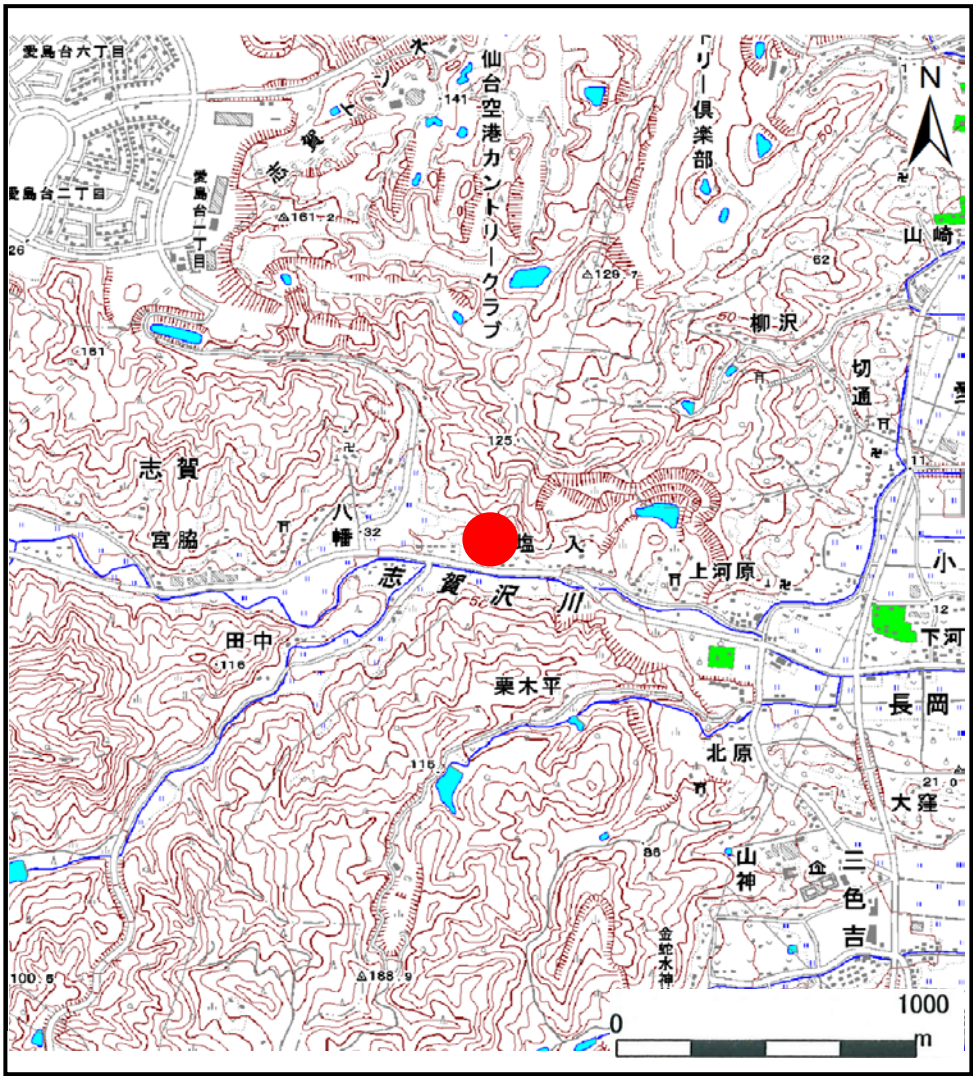 愛島台六丁目
仙台空港カントリークラブ
トリー倶楽部
141
N
50
志賀
愛島台二丁目
愛島台一丁目
161.2
山崎
26
62
129.7
柳沢
161
切通
125
11
志賀
八幡
32
宮脇
塩入
小
上河原
志賀沢川
12
下河
田中
116
栗木平
長岡
北原
115
21.0
大窪
86
山神
三色吉
金蛇水神
188.9
100.5
0
1000
m